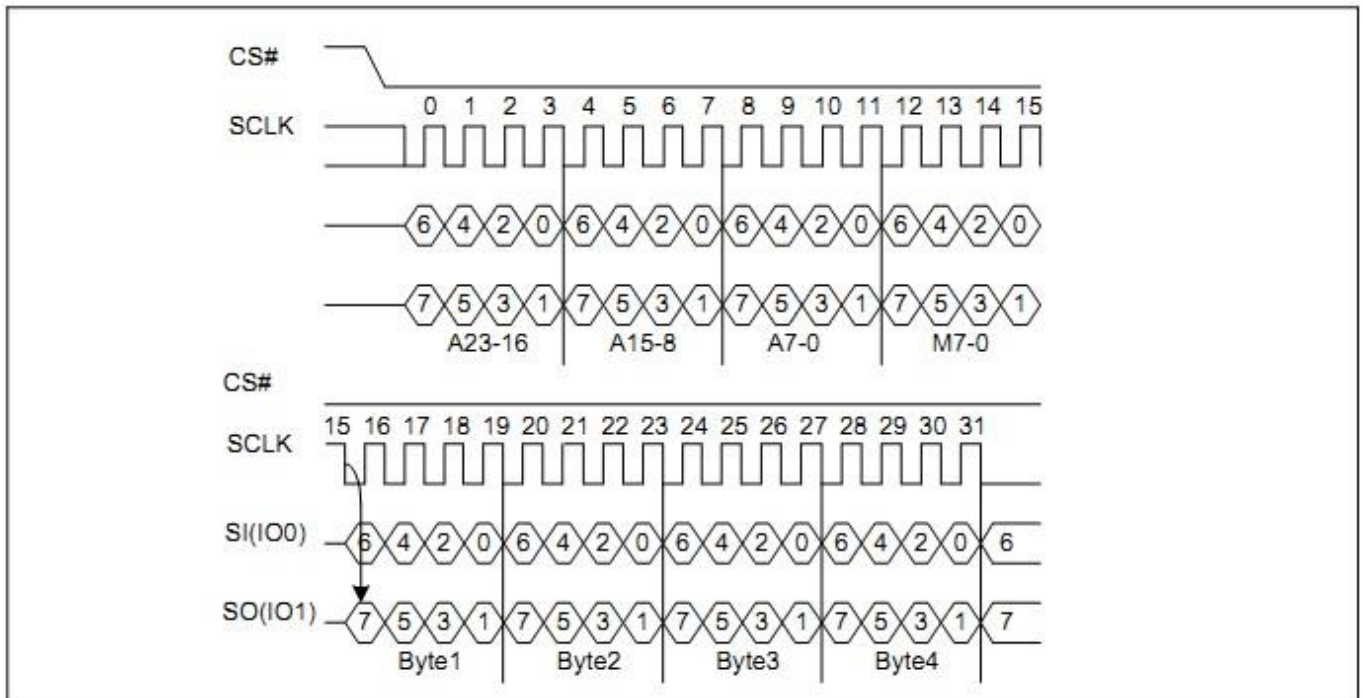 CS#
0 1 2 3 4 5 6 7 8 9 10 11 12 13 14 15
SCLK
6 4 2 0 6 4 2 0 6 4 2 0 6 4 2 0
7 5 3 1 7 5 3 1 7 5 3 1 7 5 3 1
A23-16 A15-8 A7-0 M7-0
CS#
15 16 17 18 19 20 21 22 23 24 25 26 27 28 29 30 31
SCLK
SI(IO0) 6 4 2 0 6 4 2 0 6 4 2 0 6 4 2 0 6
SO(IO1) 7 5 3 1 7 5 3 1 7 5 3 1 7 5 3 1 7
Byte1 Byte2 Byte3 Byte4